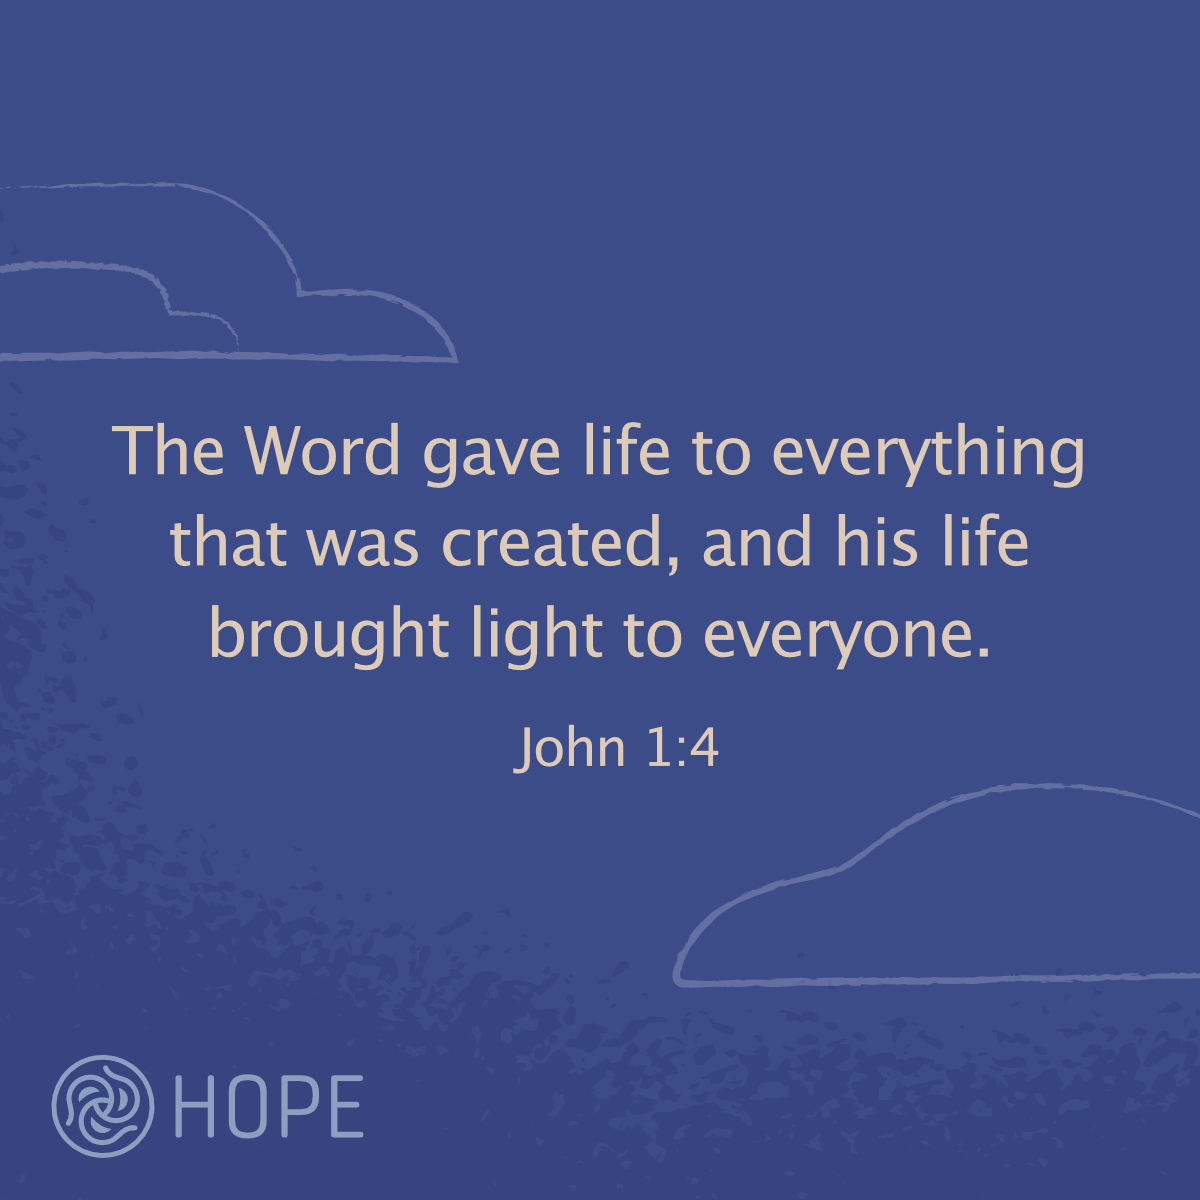 The Word gave life to everything
that was created, and his life
brought light to everyone.
John 1:4
HOPE